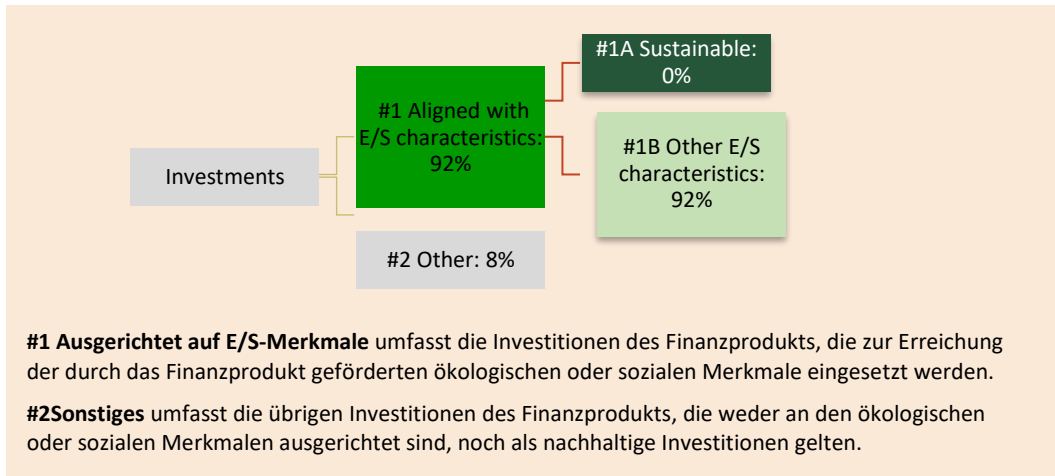 #1A Sustainable:
0%
#1 Aligned with
E/S characteristics:
92%
#1B Other E/S
characteristics:
92%
Investments
#2 Other: 8%
#1 Ausgerichtet auf E/S-Merkmale umfasst die Investitionen des Finanzprodukts, die zur Erreichung
der durch das Finanzprodukt geförderten ökologischen oder sozialen Merkmale eingesetzt werden.
#2Sonstiges umfasst die übrigen Investitionen des Finanzprodukts, die weder an den ökologischen
oder sozialen Merkmalen ausgerichtet sind, noch als nachhaltige Investitionen gelten.